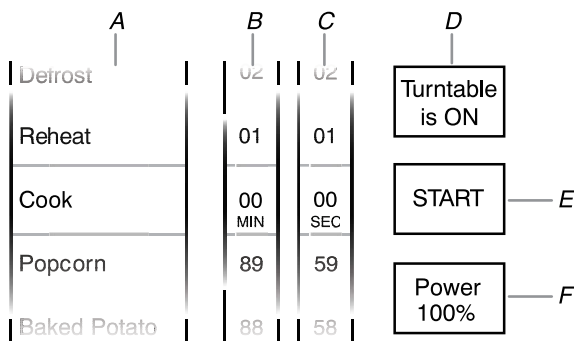 A B C D
Defrost 02 02
Turntable
is ON
Reheat 01 01
Cook 00 00
MIN SEC
START E
Popcorn 89 59
Power
100% F
Baked Potato 88 58